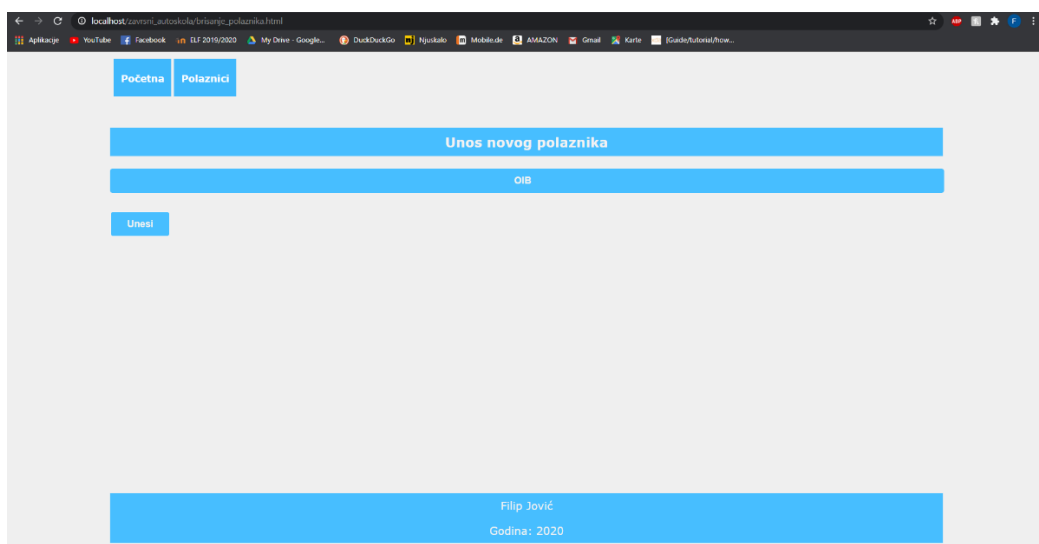 localhost/zavrsni_autoskola/brisanje_polaznika.html
ABP
F
Aplikacije YouTube Facebook ELF 2019/2020 My Drive - Google... DuckDuckGo Njuskalo Mobile.de AMAZON Gmail Karte [Guide/tutorial/how...
Početna Polaznici
Unos novog polaznika
OIB
Unesi
Filip Jović
Godina: 2020